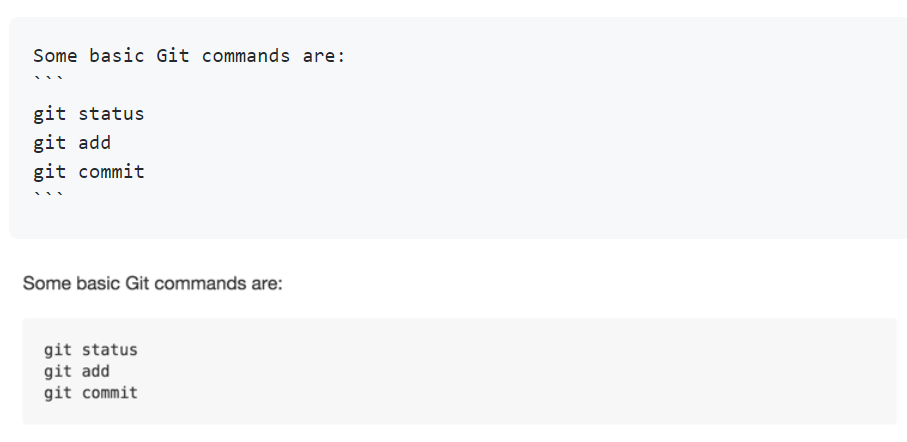 Some basic Git commands are:
```
git status
git add
git commit
```
Some basic Git commands are:
git status
git add
git commit